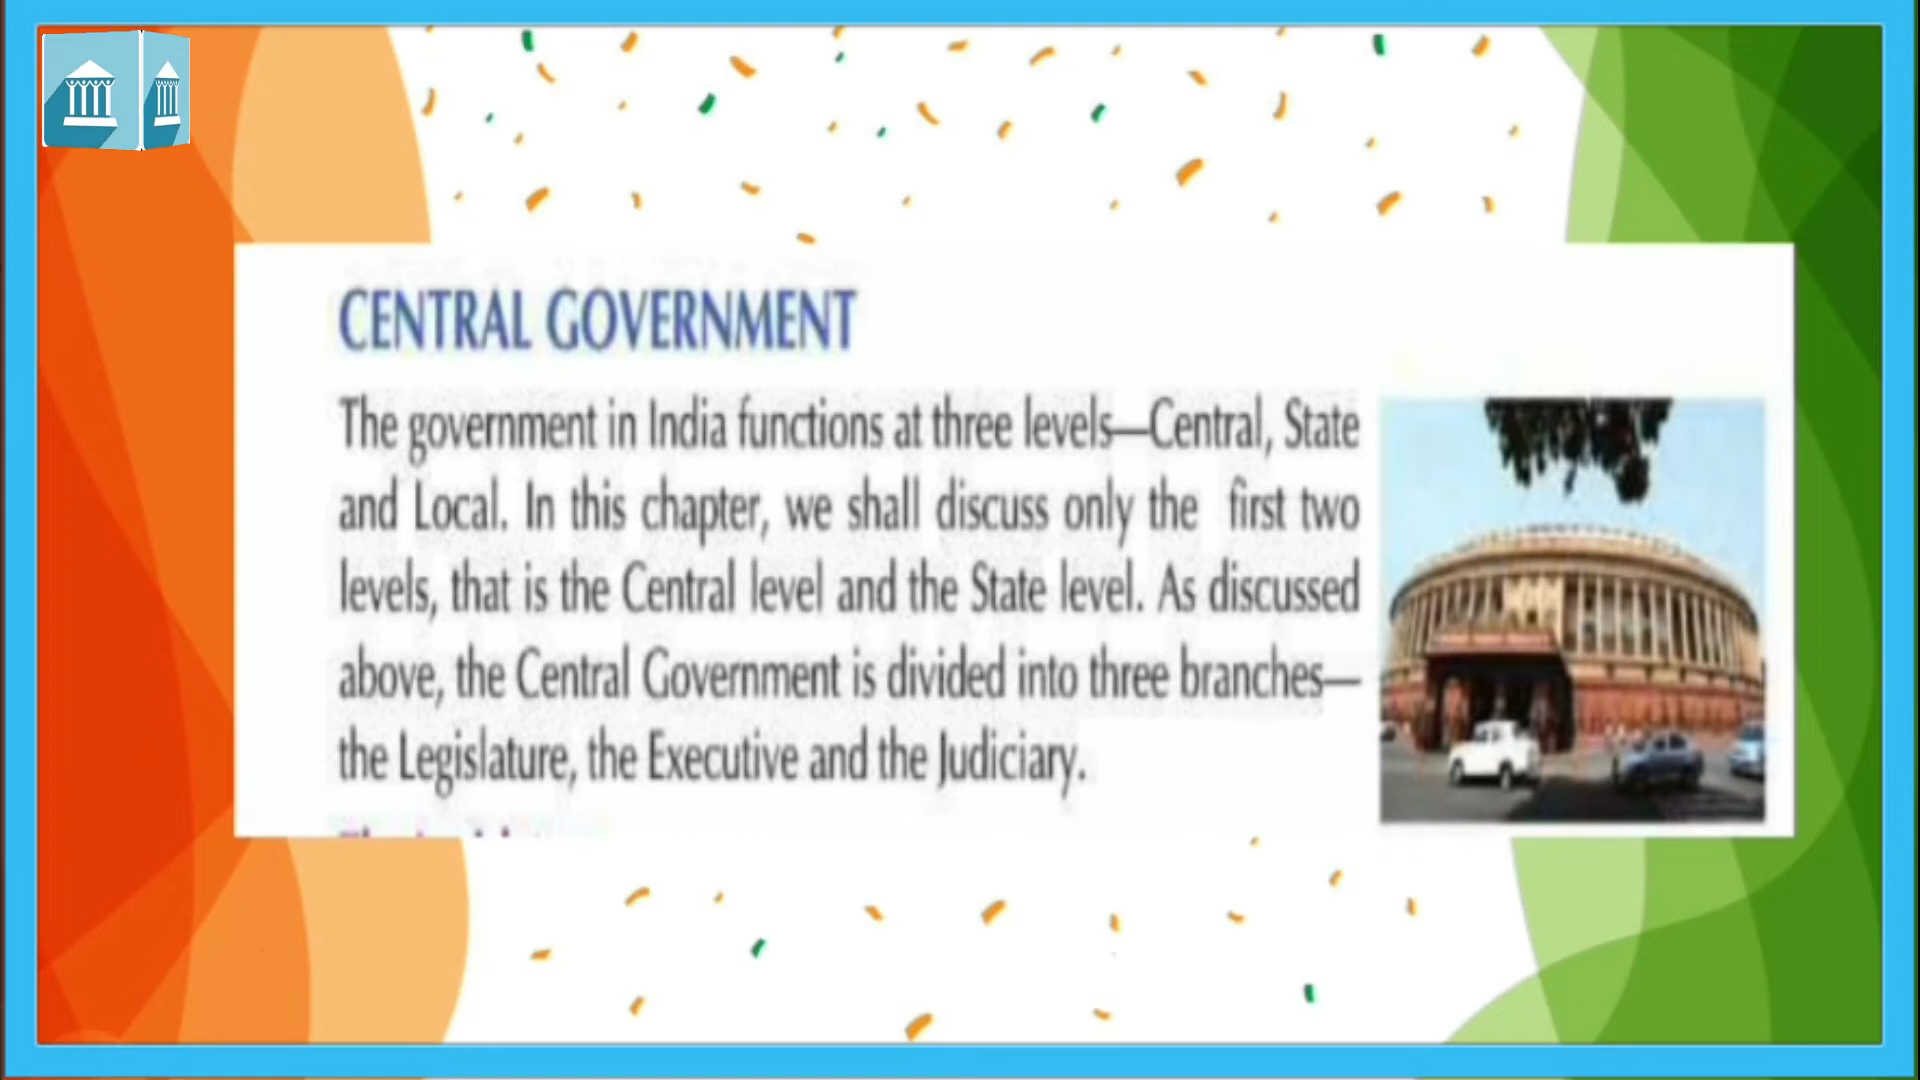 CENTRAL GOVERNMENT
The government in India functions at three levels—Central, State
and Local. In this chapter, we shall discuss only the first two
levels, that is the Central level and the State level. As discussed
above, the Central Government is divided into three branches—
the Legislature, the Executive and the Judiciary.